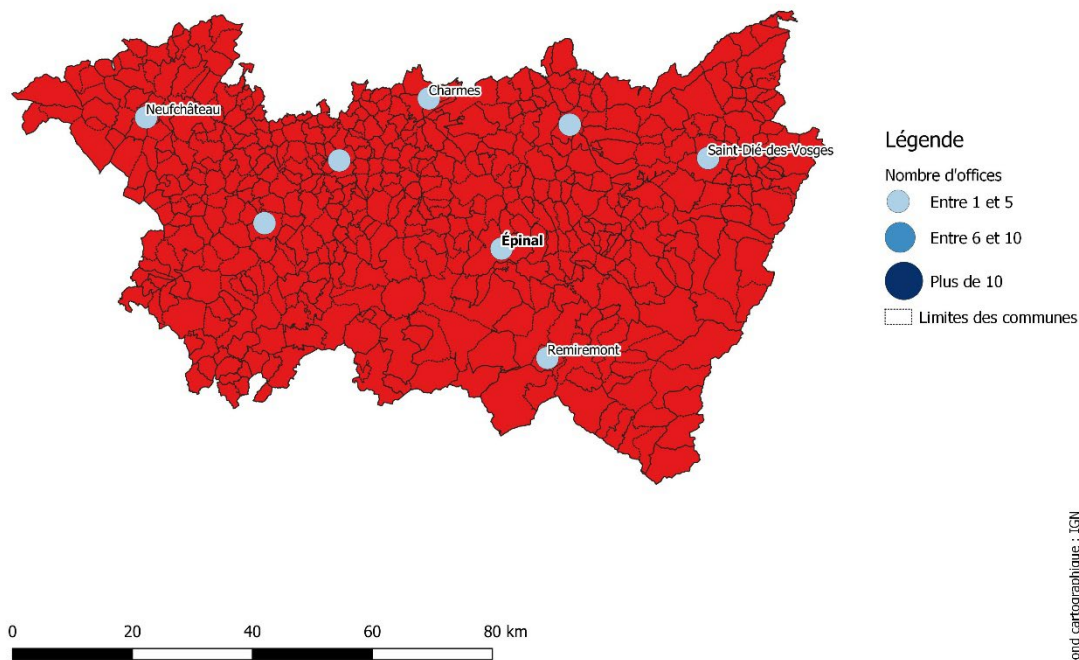 Charmes
Neufchâteau
Saint-Dié-des-Vosges
Épinal
Remiremont
Légende
Nombre d'offices
Entre 1 et 5
Entre 6 et 10
Plus de 10
Limites des communes
0 20 40 60 80 km
ond cartographique : IGN